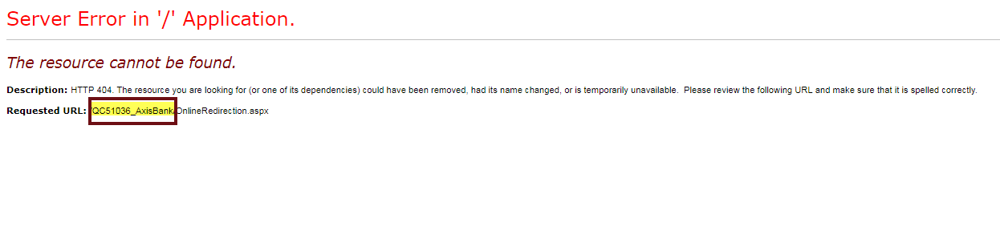 Server Error in '/' Application.
The resource cannot be found.
Description: HTTP 404. The resource you are looking for (or one of its dependencies) could have been removed, had its name changed, or is temporarily unavailable.  Please review the following URL and make sure that it is spelled correctly.
Requested URL: /QC51036_AxisBank/OnlineRedirection.aspx